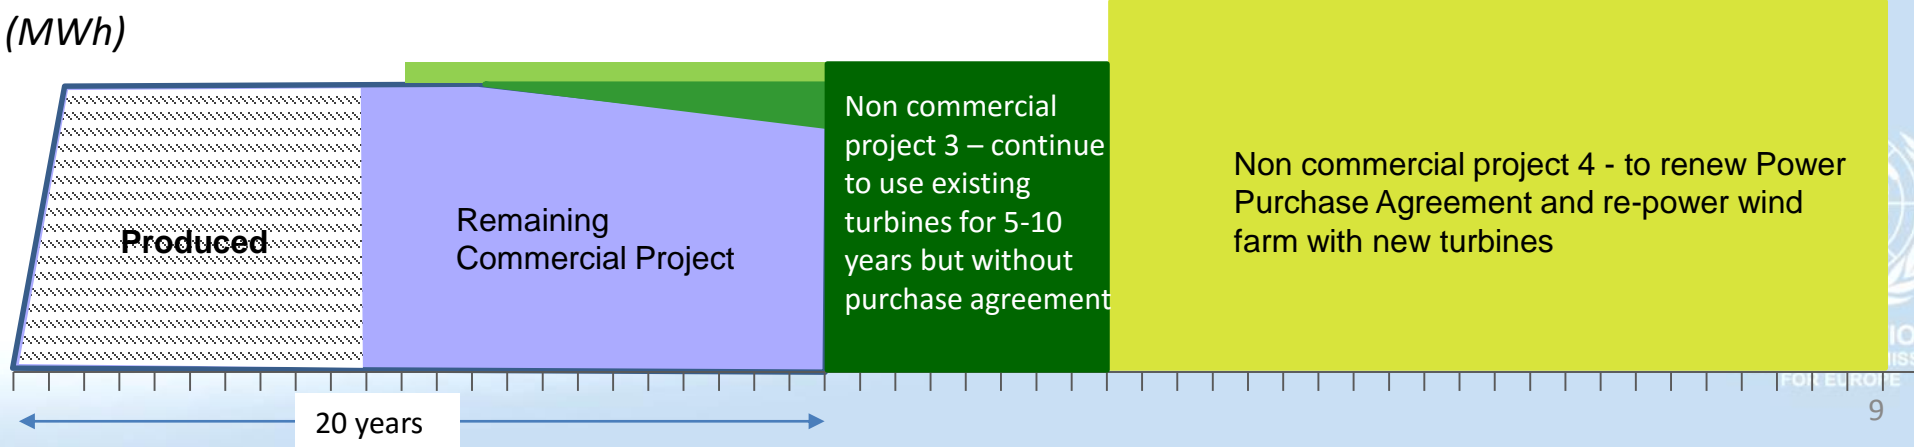 (MWh)
Produced
Remaining
Commercial Project
Non commercial
project 3 – continue
to use existing
turbines for 5-10
years but without
purchase agreement
Non commercial project 4 - to renew Power
Purchase Agreement and re-power wind
farm with new turbines
FOR EUROPE
20 years
9